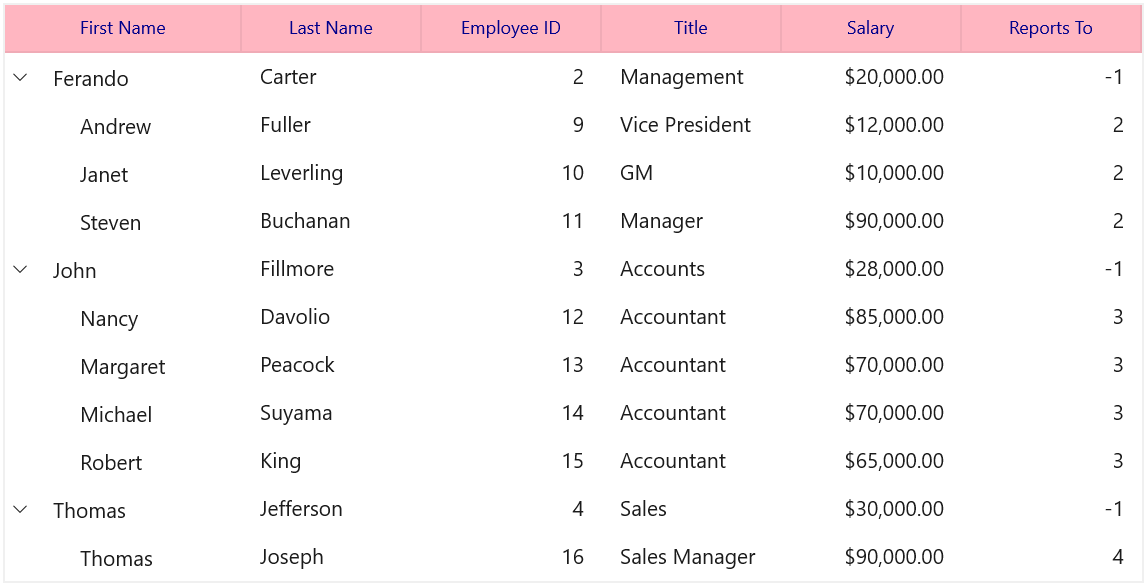 First Name Last Name Employee ID Title Salary Reports To
Ferando Carter 2 Management $20,000.00 -1
Andrew Fuller 9 Vice President $12,000.00 2
Janet Leverling 10 GM $10,000.00 2
Steven Buchanan 11 Manager $90,000.00 2
John Fillmore 3 Accounts $28,000.00 -1
Nancy Davolio 12 Accountant $85,000.00 3
Margaret Peacock 13 Accountant $70,000.00 3
Michael Suyama 14 Accountant $70,000.00 3
Robert King 15 Accountant $65,000.00 3
Thomas Jefferson 4 Sales $30,000.00 -1
Thomas Joseph 16 Sales Manager $90,000.00 4